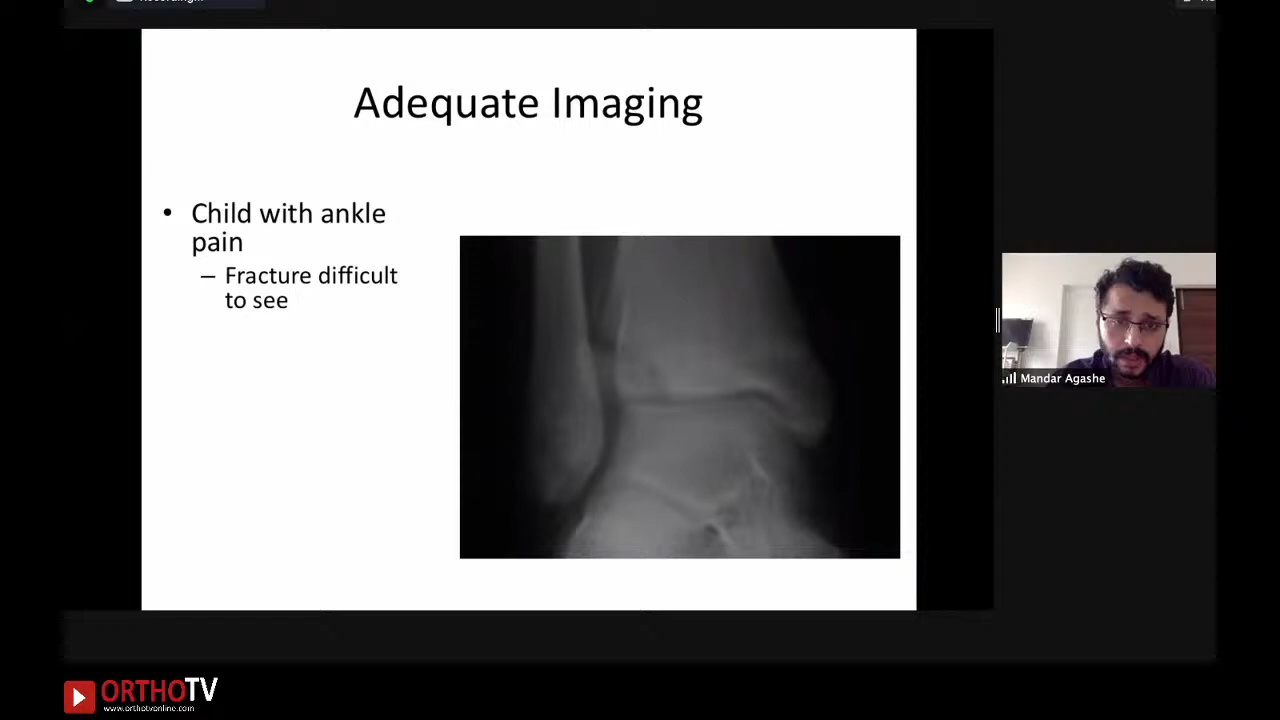 Adequate Imaging
• Child with ankle
pain
– Fracture difficult
to see
Mandar Agashe
ORTHOTV
www.orthotvonline.com